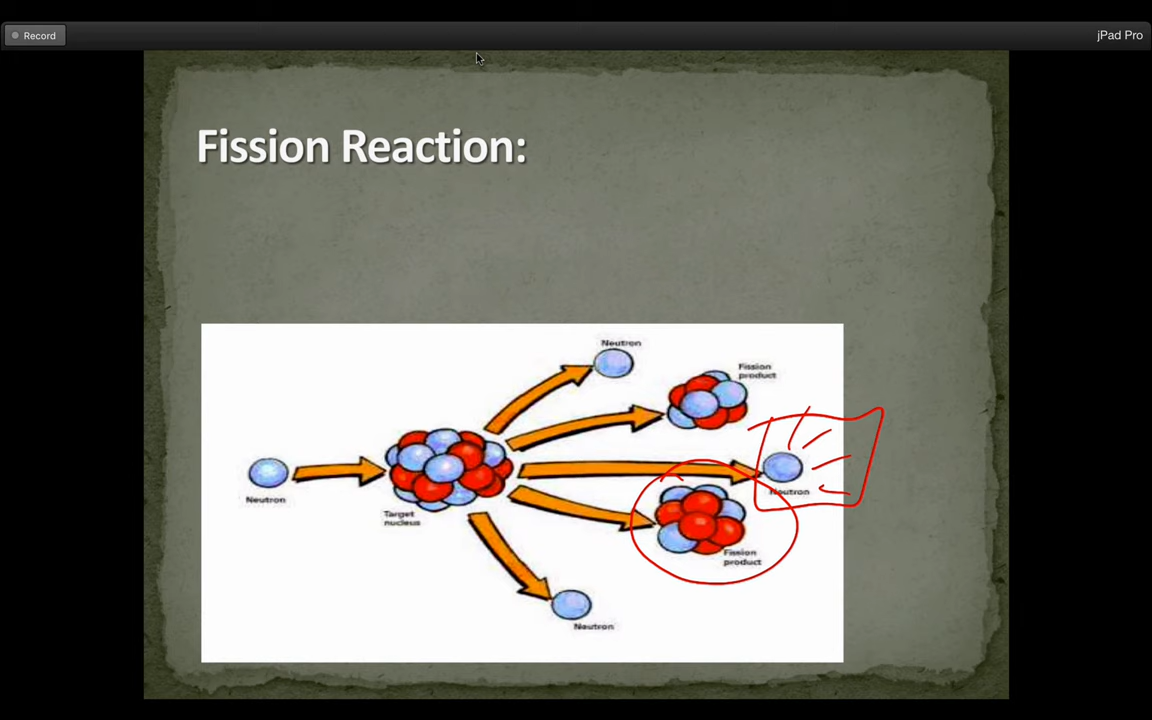 Record
jPad Pro
Fission Reaction:
Neutron
Fission
product
Neutron
Target
nucleus
Neutron
Fission
product
Neutron